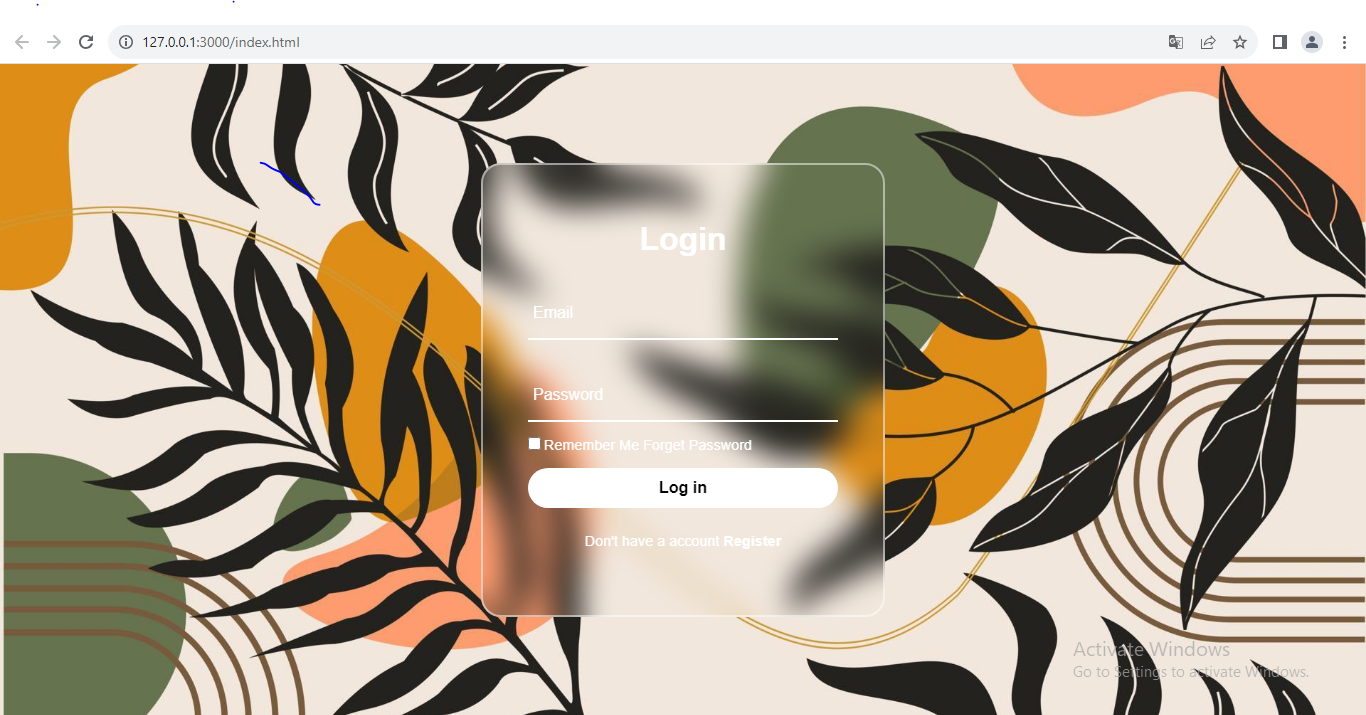 127.0.0.1:3000/index.html
Login
Email
Password
Remember Me Forget Password
Log in
Don't have a account Register
Activate Windows
Go to Settings to activate Windows.